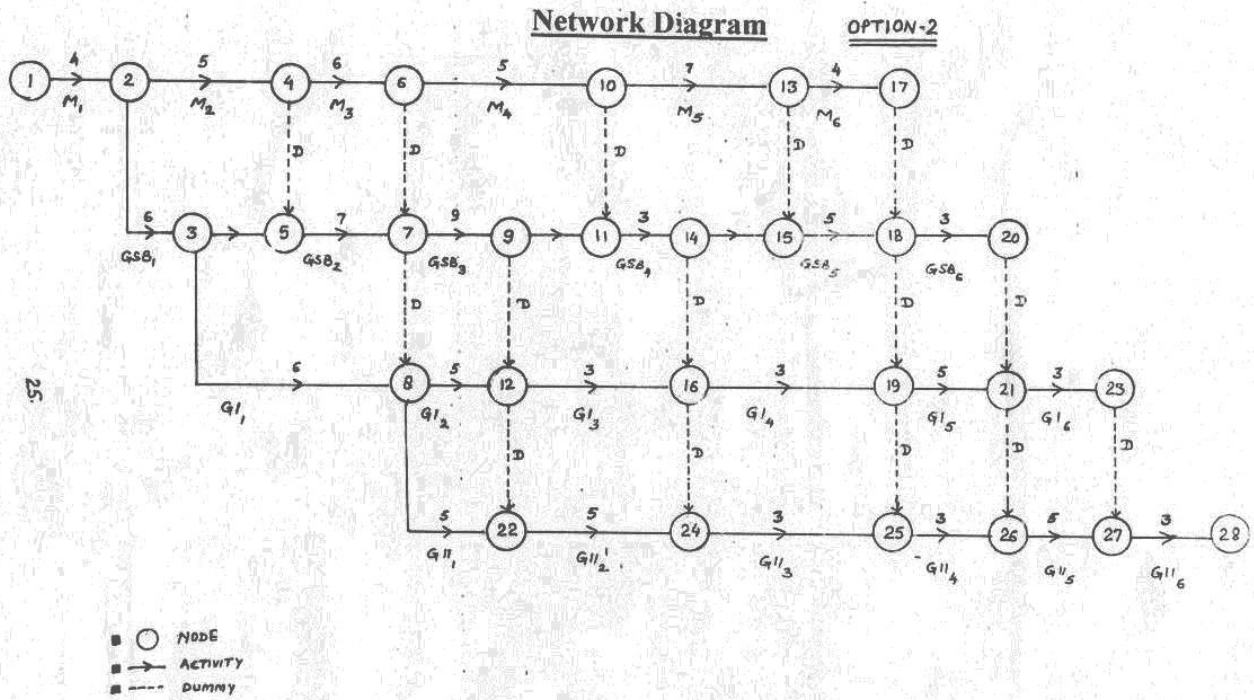 Network Diagram OPTION-2
4 5 6 5 7 4
1 2 4 6 10 13 17
M1 M2 M3 M4 M5 M6
D D D D D
6 7 9 3 5 3
3 5 7 9 11 14 15 18 20
GSB1 GSB2 GSB3 GSB4 GSB5 GSB6
D D D D D
6 5 3 3 5 3
8 12 16 19 21 23
GI1 GI2 GI3 GI4 GI5 GI6
D D D D D
5 5 3 3 5 3
22 24 25 26 27 28
GII1 GII2 GII3 GII4 GII5 GII6
25.
NODE
ACTIVITY
DUMMY